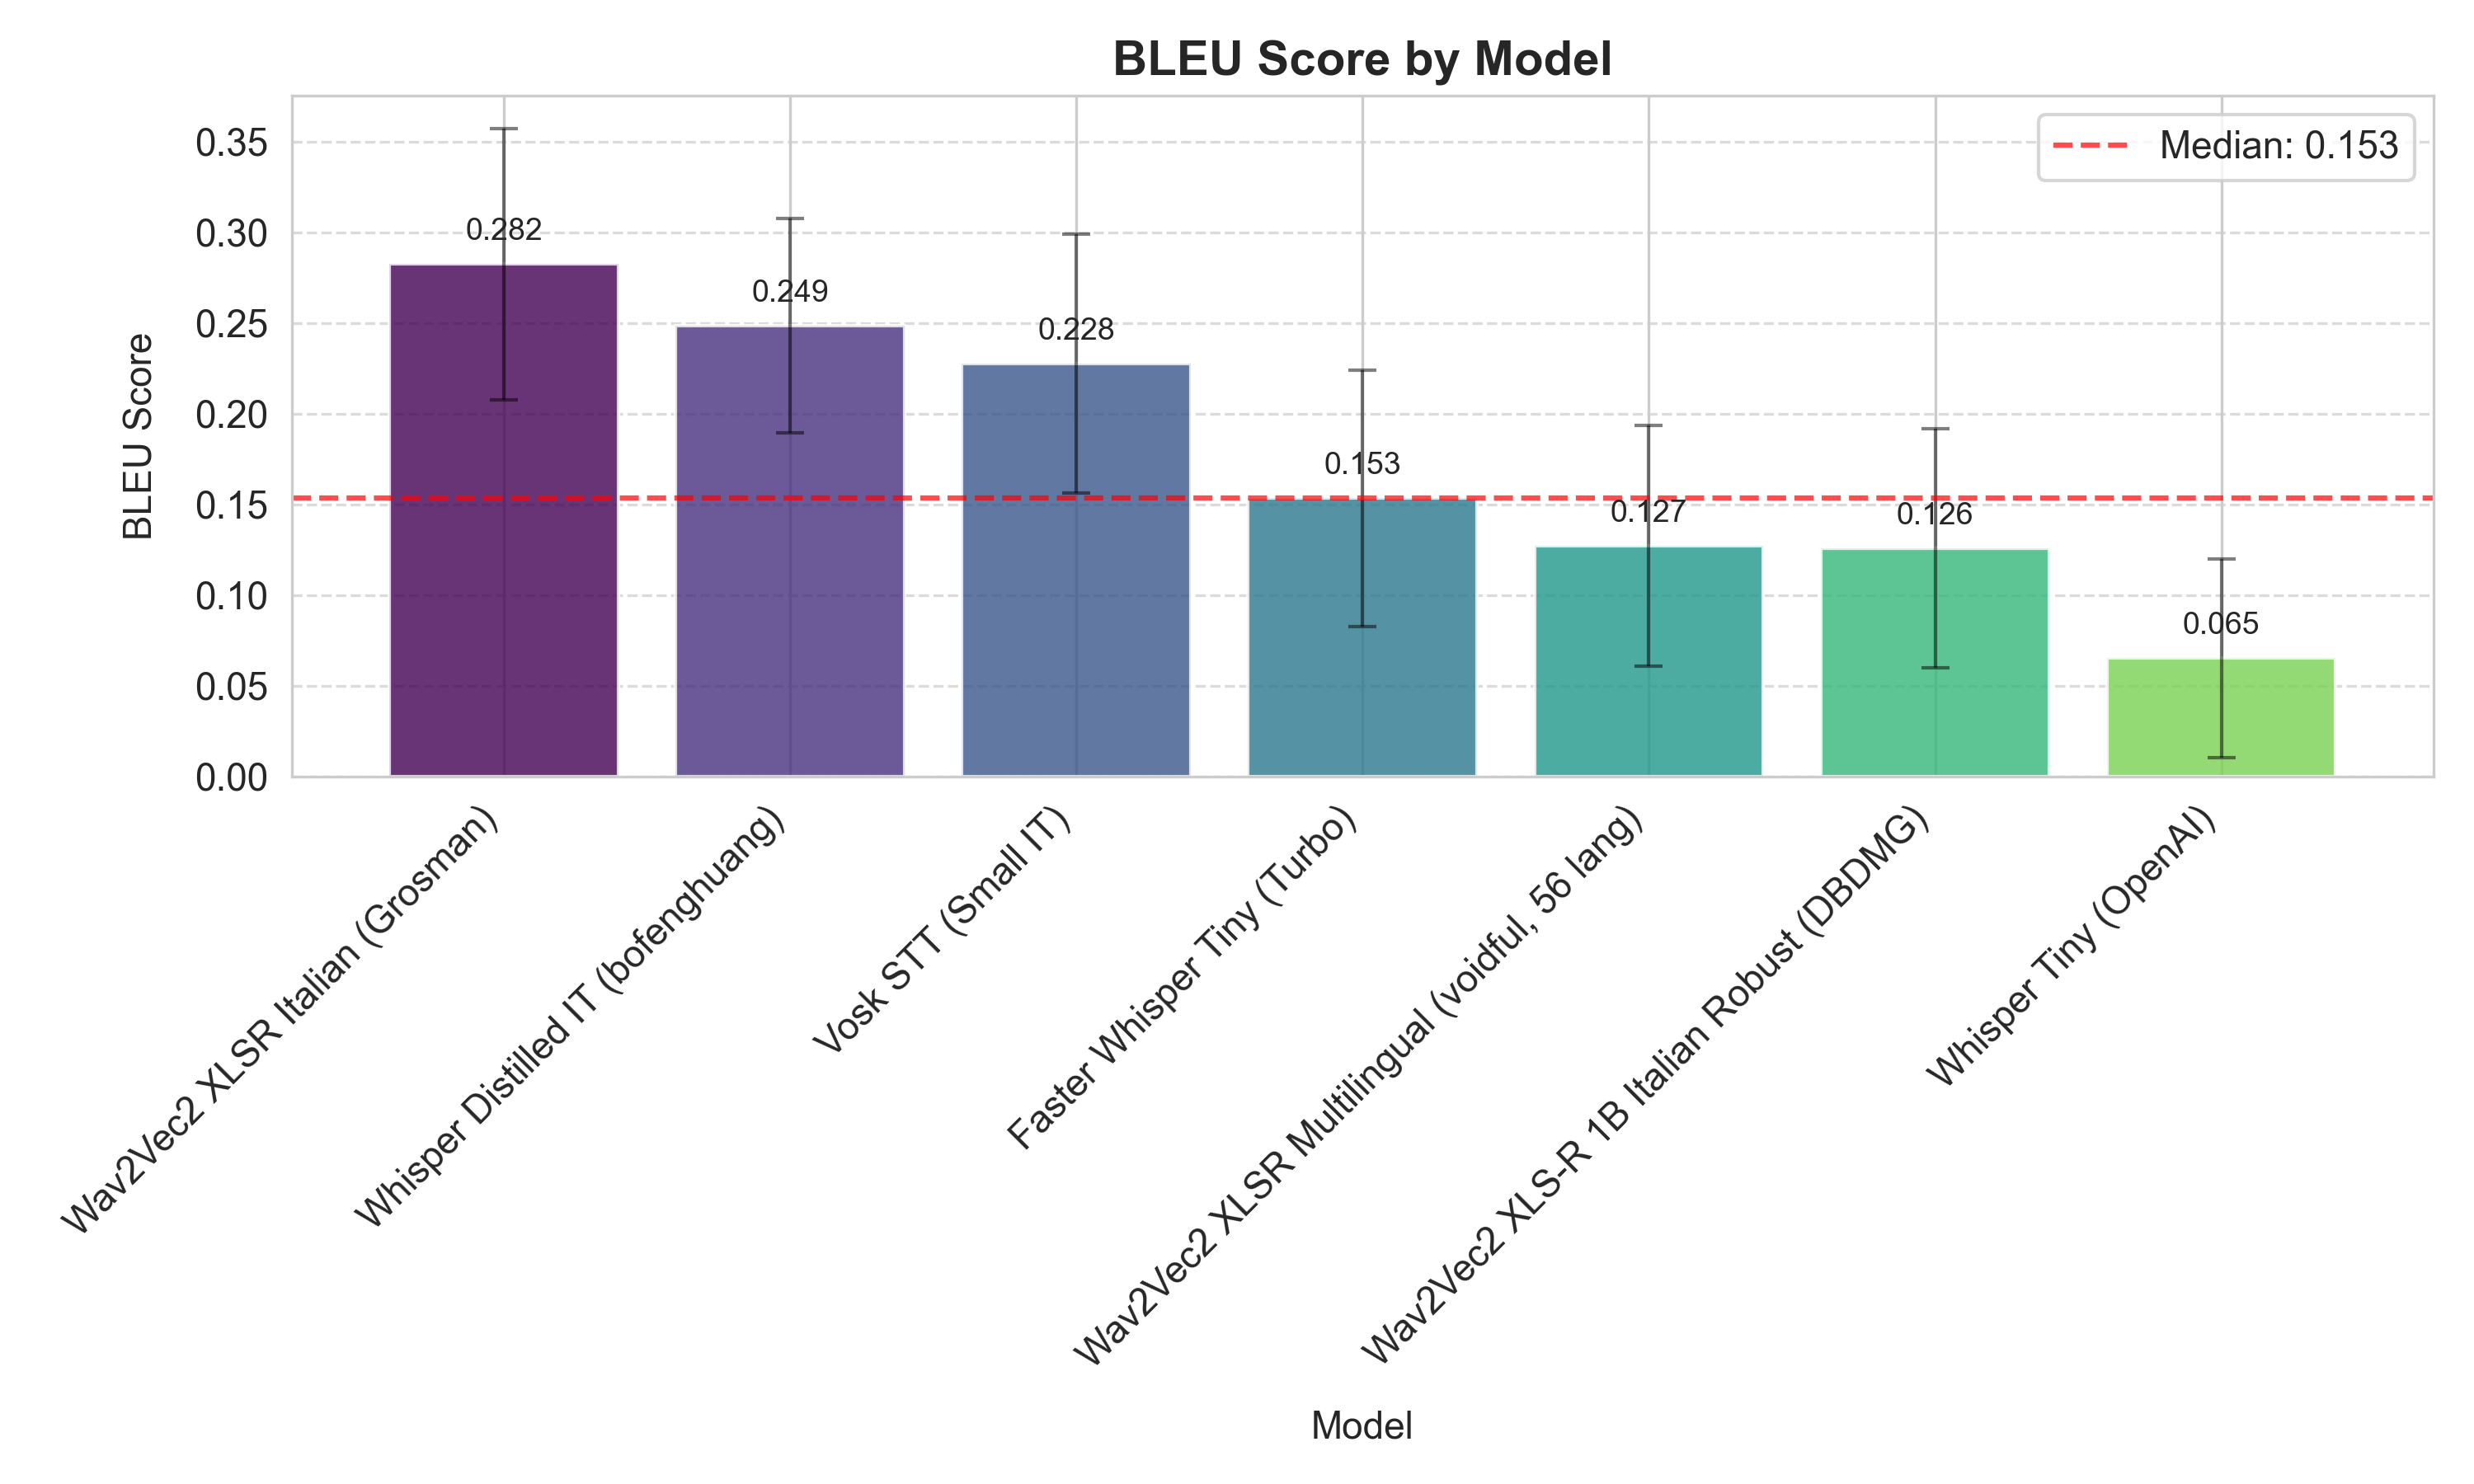 BLEU Score by Model
Median: 0.153
BLEU Score
0.35
0.30
0.25
0.20
0.15
0.10
0.05
0.00
0.282
0.249
0.228
0.153
0.127
0.126
0.065
Wav2Vec2 XLSR Italian (Grosman)
Whisper Distilled IT (bofenghuang)
Vosk STT (Small IT)
Faster Whisper Tiny (Turbo)
Wav2Vec2 XLSR Multilingual (voidful, 56 lang)
Wav2Vec2 XLS-R 1B Italian Robust (DBDMG)
Whisper Tiny (OpenAI)
Model